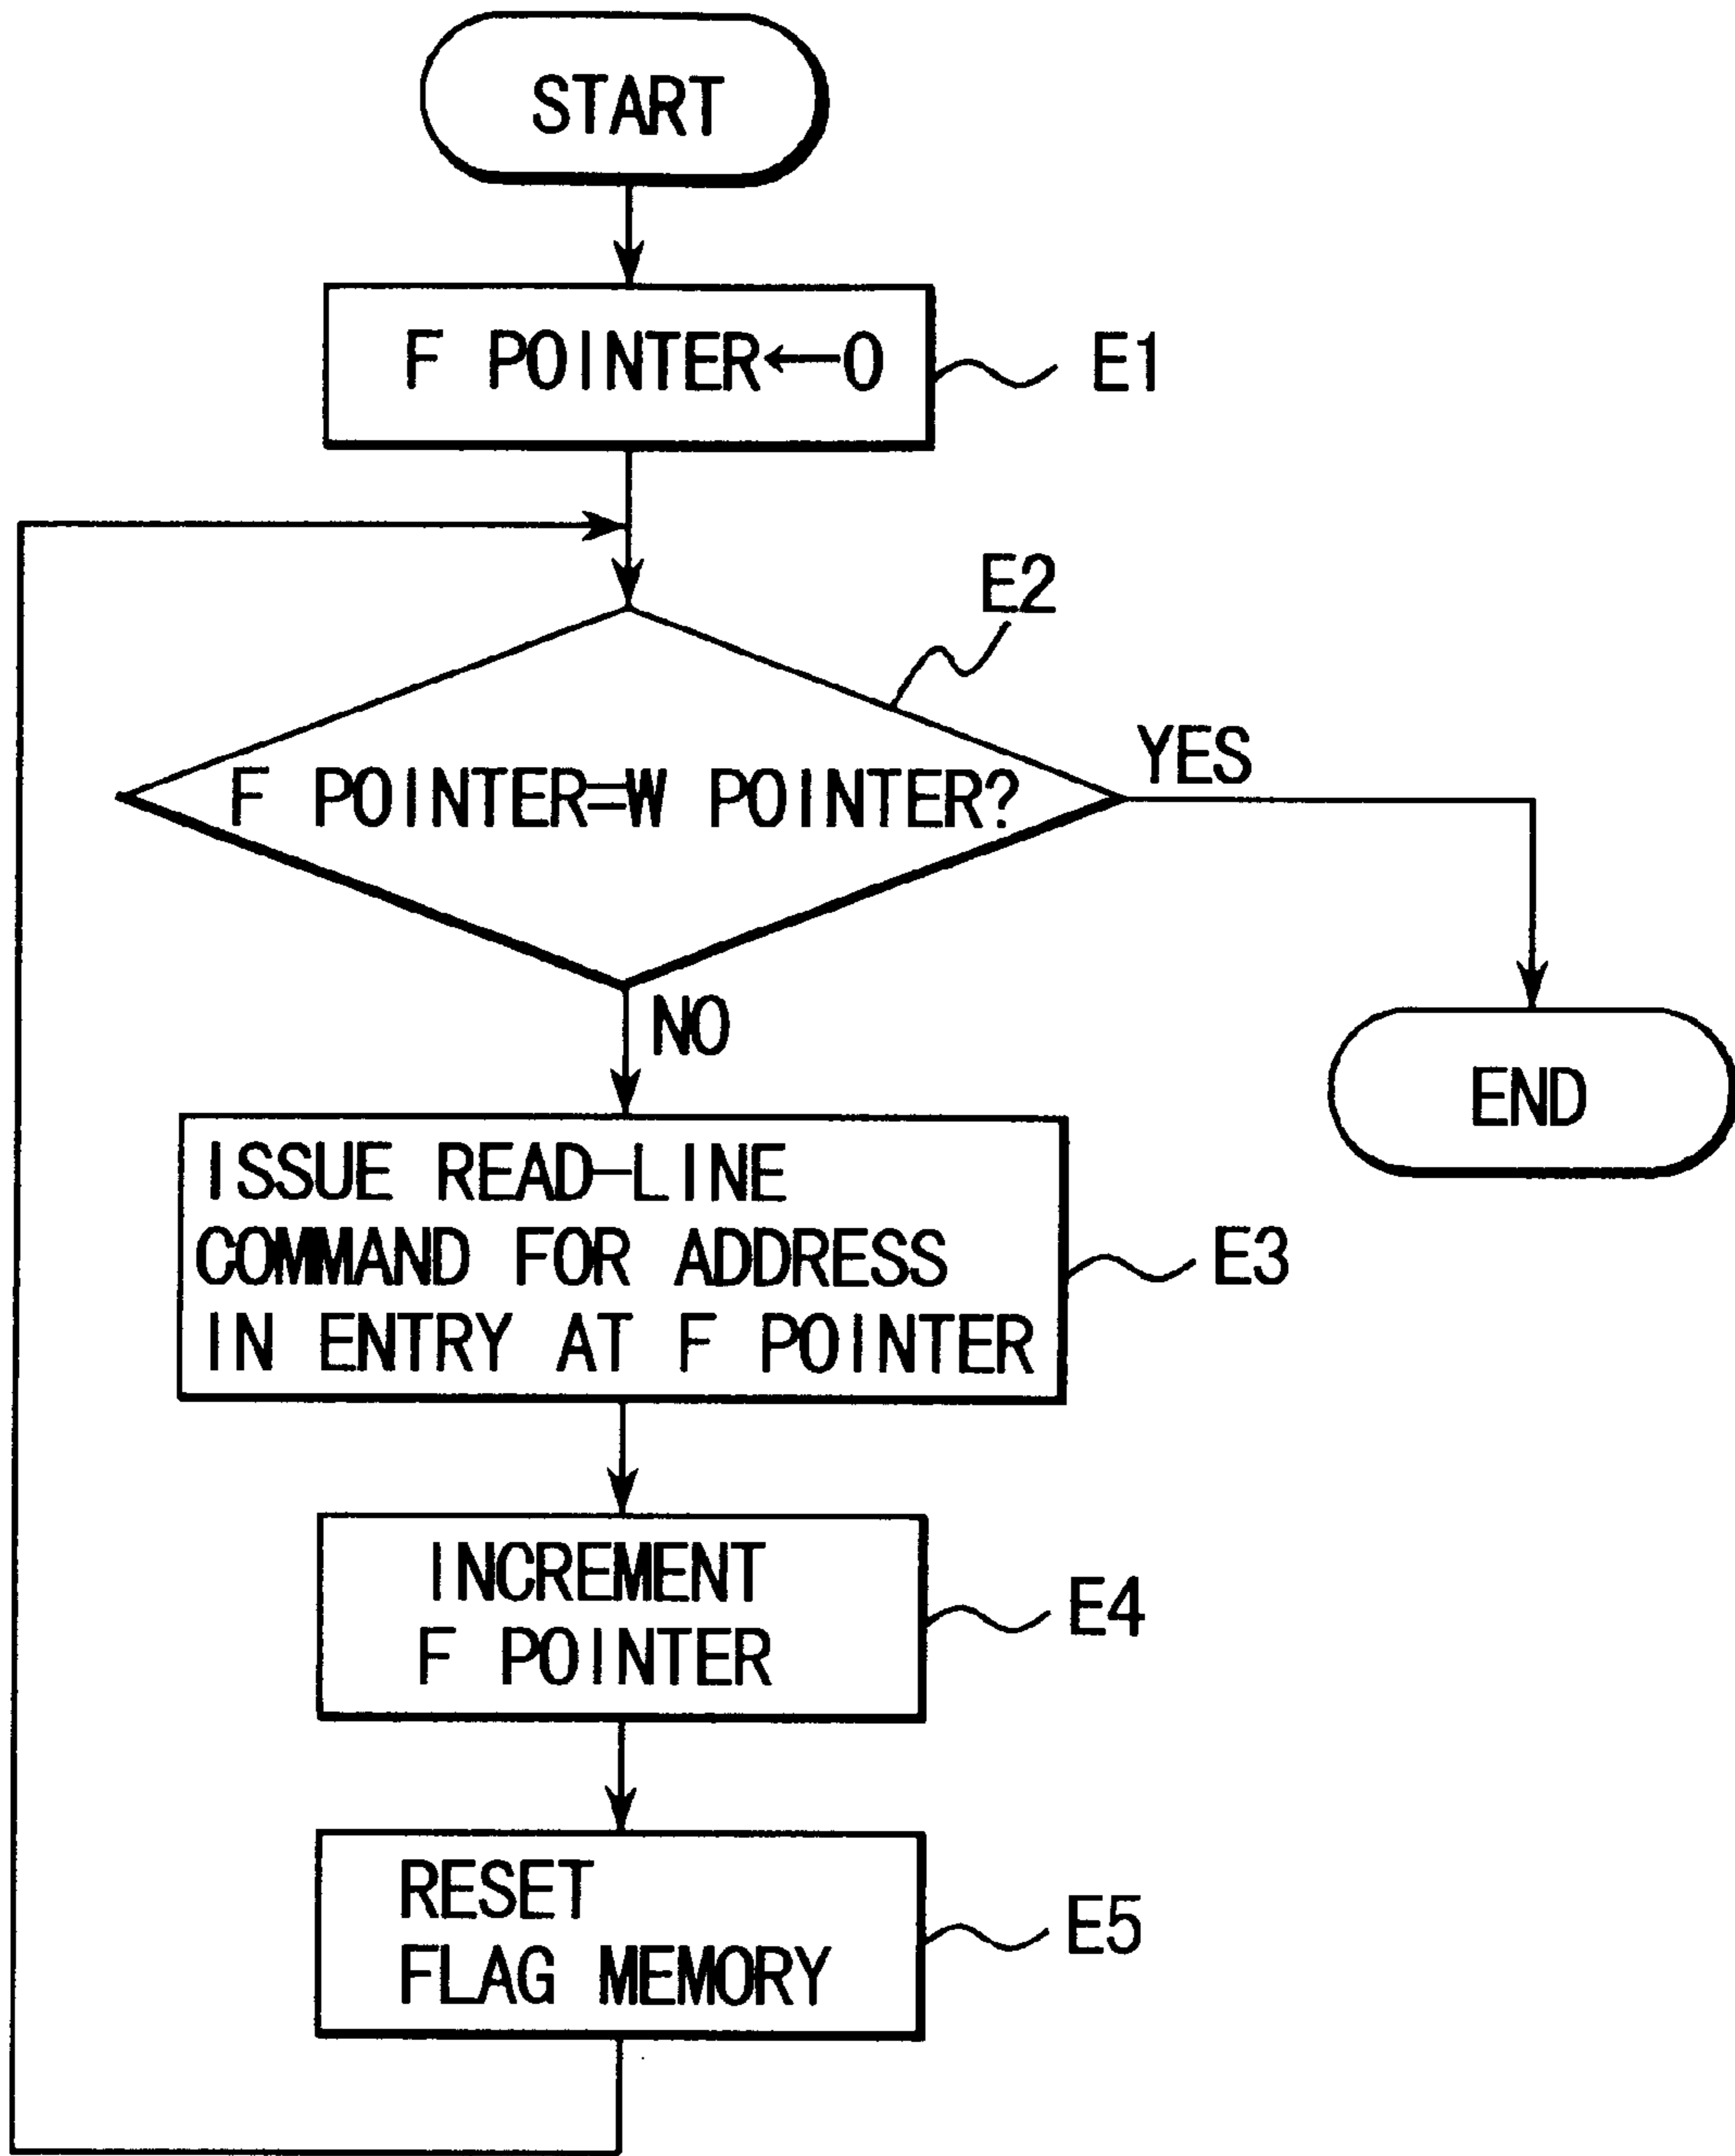 START
F POINTER←0
E1
E2
F POINTER=W POINTER?
YES
NO
END
ISSUE READ-LINE
COMMAND FOR ADDRESS
IN ENTRY AT F POINTER
E3
INCREMENT
F POINTER
E4
RESET
FLAG MEMORY
E5